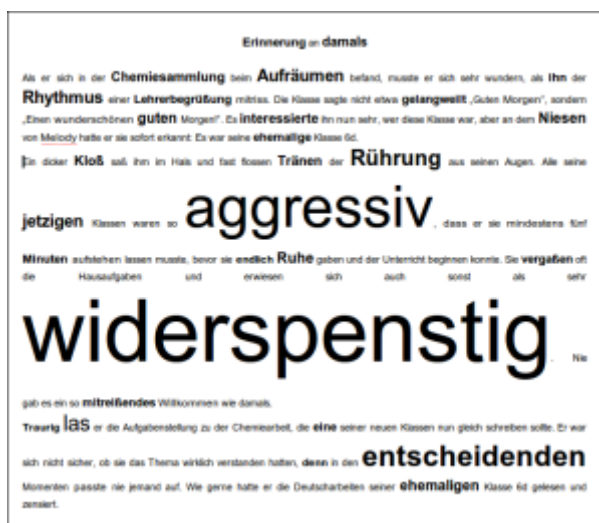 Erinnerung an damals
Als er sich in der Chemiesammlung beim Aufräumen befand, musste er sich sehr wundern, als ihn der
Rhythmus einer Lehrerbegrüßung mitriss. Die Klasse sagte nicht etwa gelangweilt „Guten Morgen“, sondern
„Einen wunderschönen guten Morgen“. Es interessierte ihn nun sehr, wer diese Klasse war, aber an dem Niesen
von Melody hatte er sie sofort erkannt: Es war seine ehemalige Klasse 6d.
Ein dicker Kloß saß ihm im Hals und fast flossen Tränen der Rührung aus seinen Augen. Alle seine
jetzigen Klassen waren so aggressiv, dass er sie mindestens fünf
Minuten aufstehen lassen musste, bevor sie endlich Ruhe gaben und der Unterricht beginnen konnte. Sie vergaßen oft
die Hausaufgaben und erwiesen sich auch sonst als sehr
widerspenstig. Nie
gab es ein so mitreißendes Willkommen wie damals.
Traurig las er die Aufgabenstellung zu der Chemiearbeit, die eine seiner neuen Klassen nun gleich schreiben sollte. Er war
sich nicht sicher, ob sie das Thema wirklich verstanden hatten, denn in den entscheidenden
Momenten passte nie jemand auf. Wie gerne hatte er die Deutscharbeiten seiner ehemaligen Klasse 6d gelesen und
zensiert.